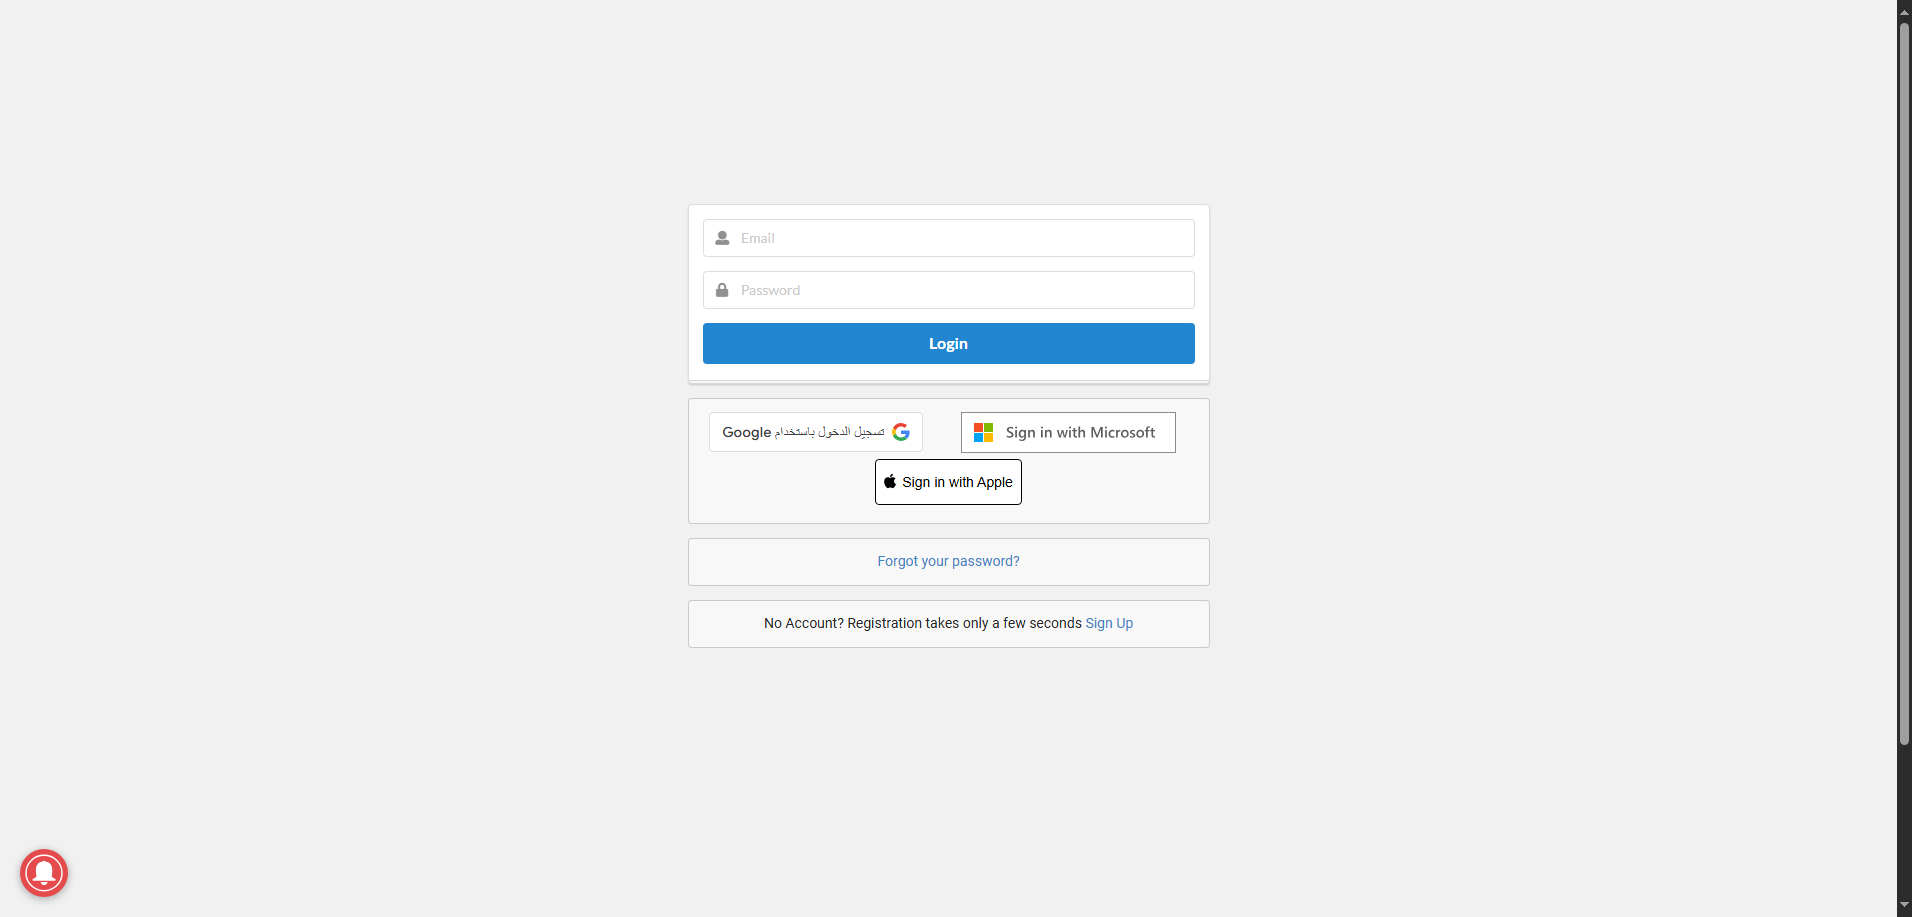 Email
Password
Login
تسجيل الدخول باستخدام Google
Sign in with Microsoft
Sign in with Apple
Forgot your password?
No Account? Registration takes only a few seconds Sign Up